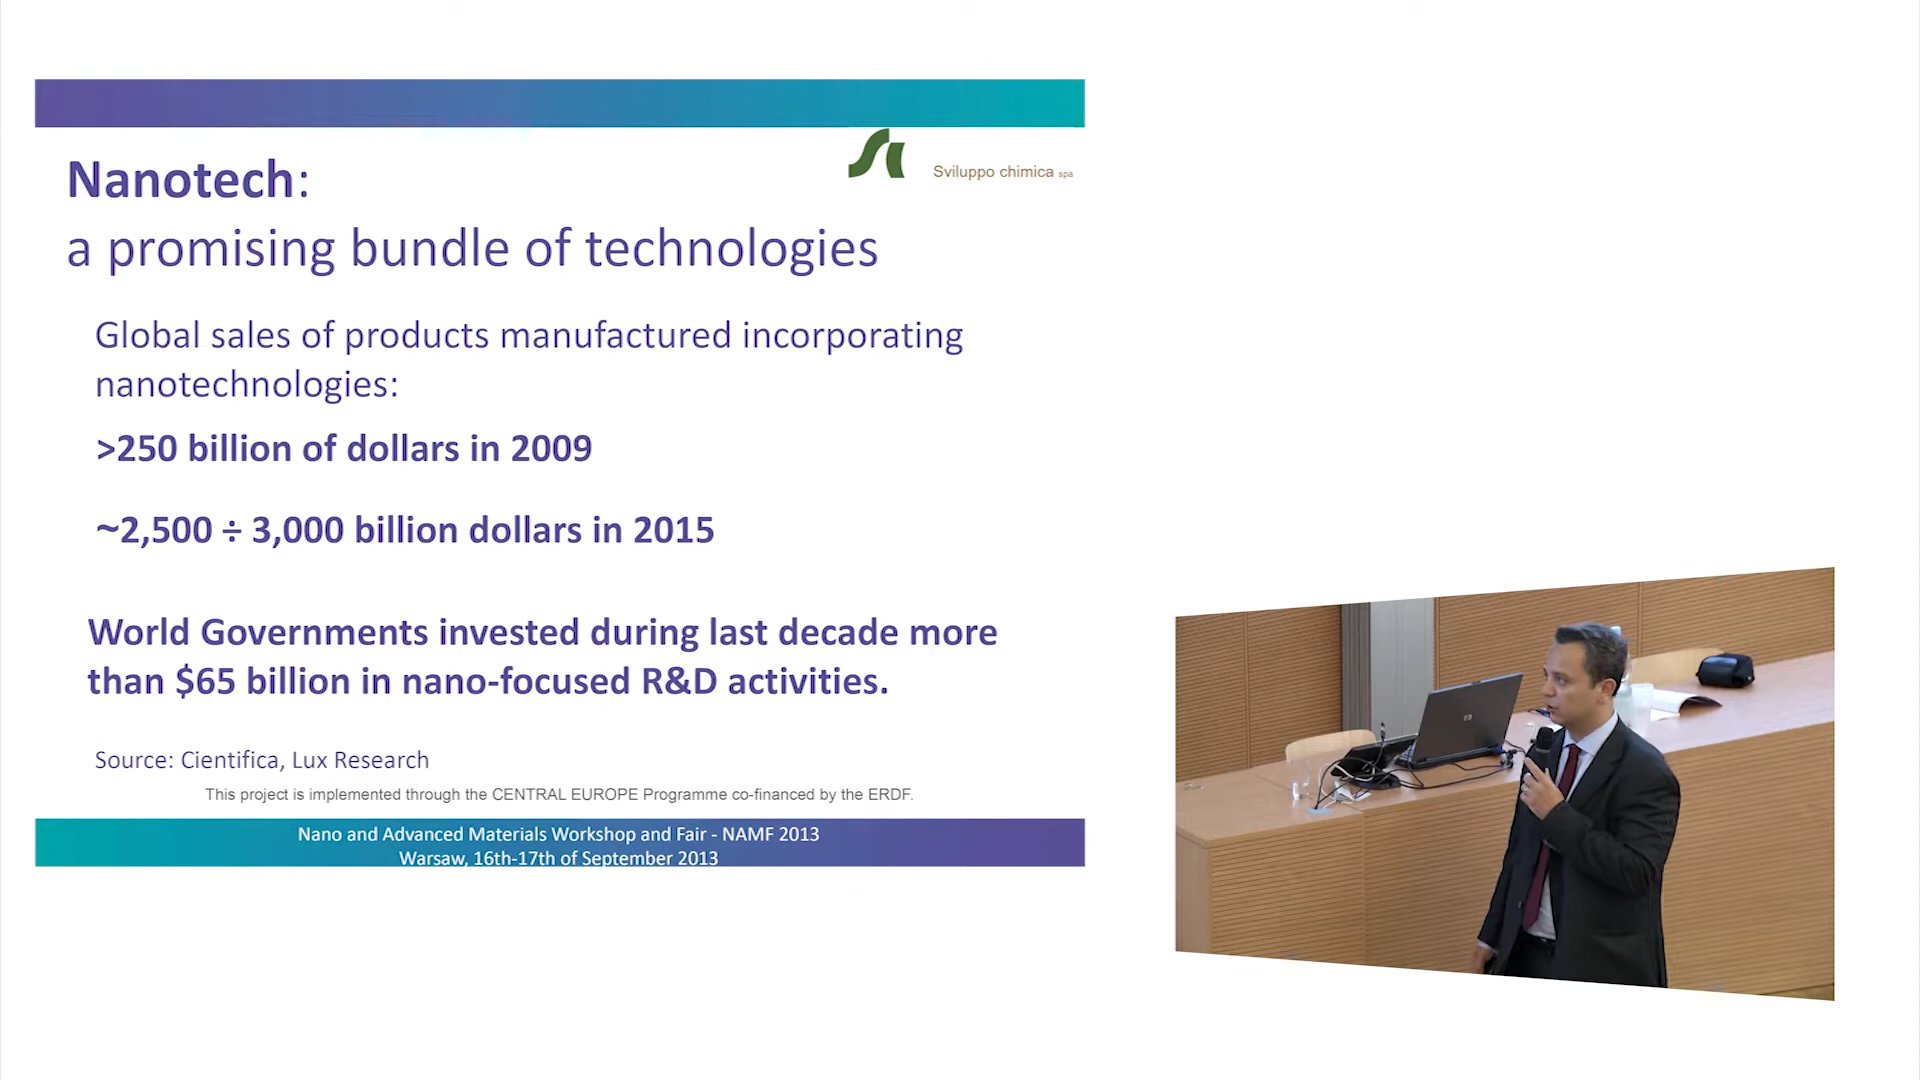 Sviluppo chimica spa
Nanotech:
a promising bundle of technologies
Global sales of products manufactured incorporating
nanotechnologies:
>250 billion of dollars in 2009
~2,500 ÷ 3,000 billion dollars in 2015
World Governments invested during last decade more
than $65 billion in nano-focused R&D activities.
Source: Cientifica, Lux Research
This project is implemented through the CENTRAL EUROPE Programme co-financed by the ERDF.
Nano and Advanced Materials Workshop and Fair - NAMF 2013
Warsaw, 16th-17th of September 2013
hp